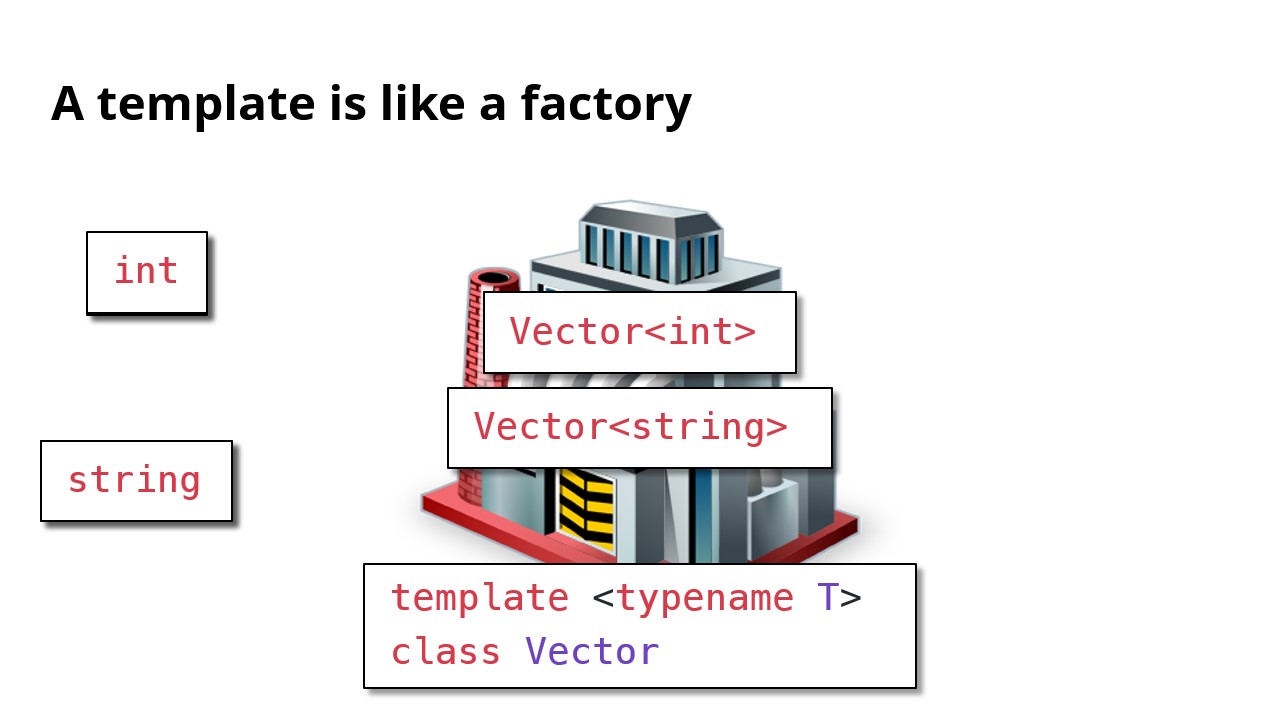 A template is like a factory
int
Vector<int>
Vector<string>
string
template <typename T>
class Vector